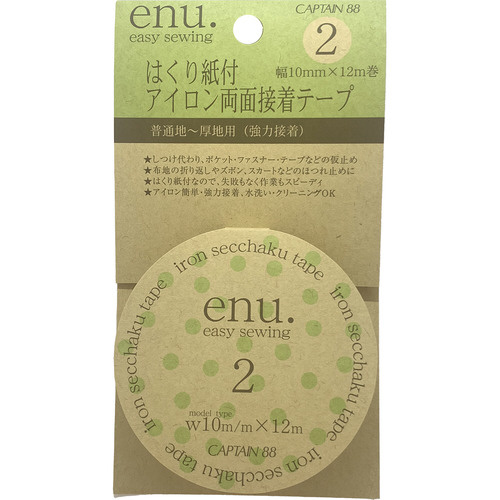 enu.
easy sewing
CAPTAIN 88
2
幅10mm×12m巻
はくり紙付
アイロン両面接着テープ
普通地～厚地用（強力接着）
★しつけ代わり、ポケット・ファスナー・テープなどの仮止め
★布地の折り返しやズボン、スカートなどのほつれ止めに
★はくり紙付なので、失敗もなく作業もスピーディ
★アイロン簡単・強力接着、水洗い・クリーニングOK
iron secchaku tape
iron secchaku tape
iron secchaku tape
enu.
easy sewing
2
model type
w10m/m×12m
CAPTAIN 88